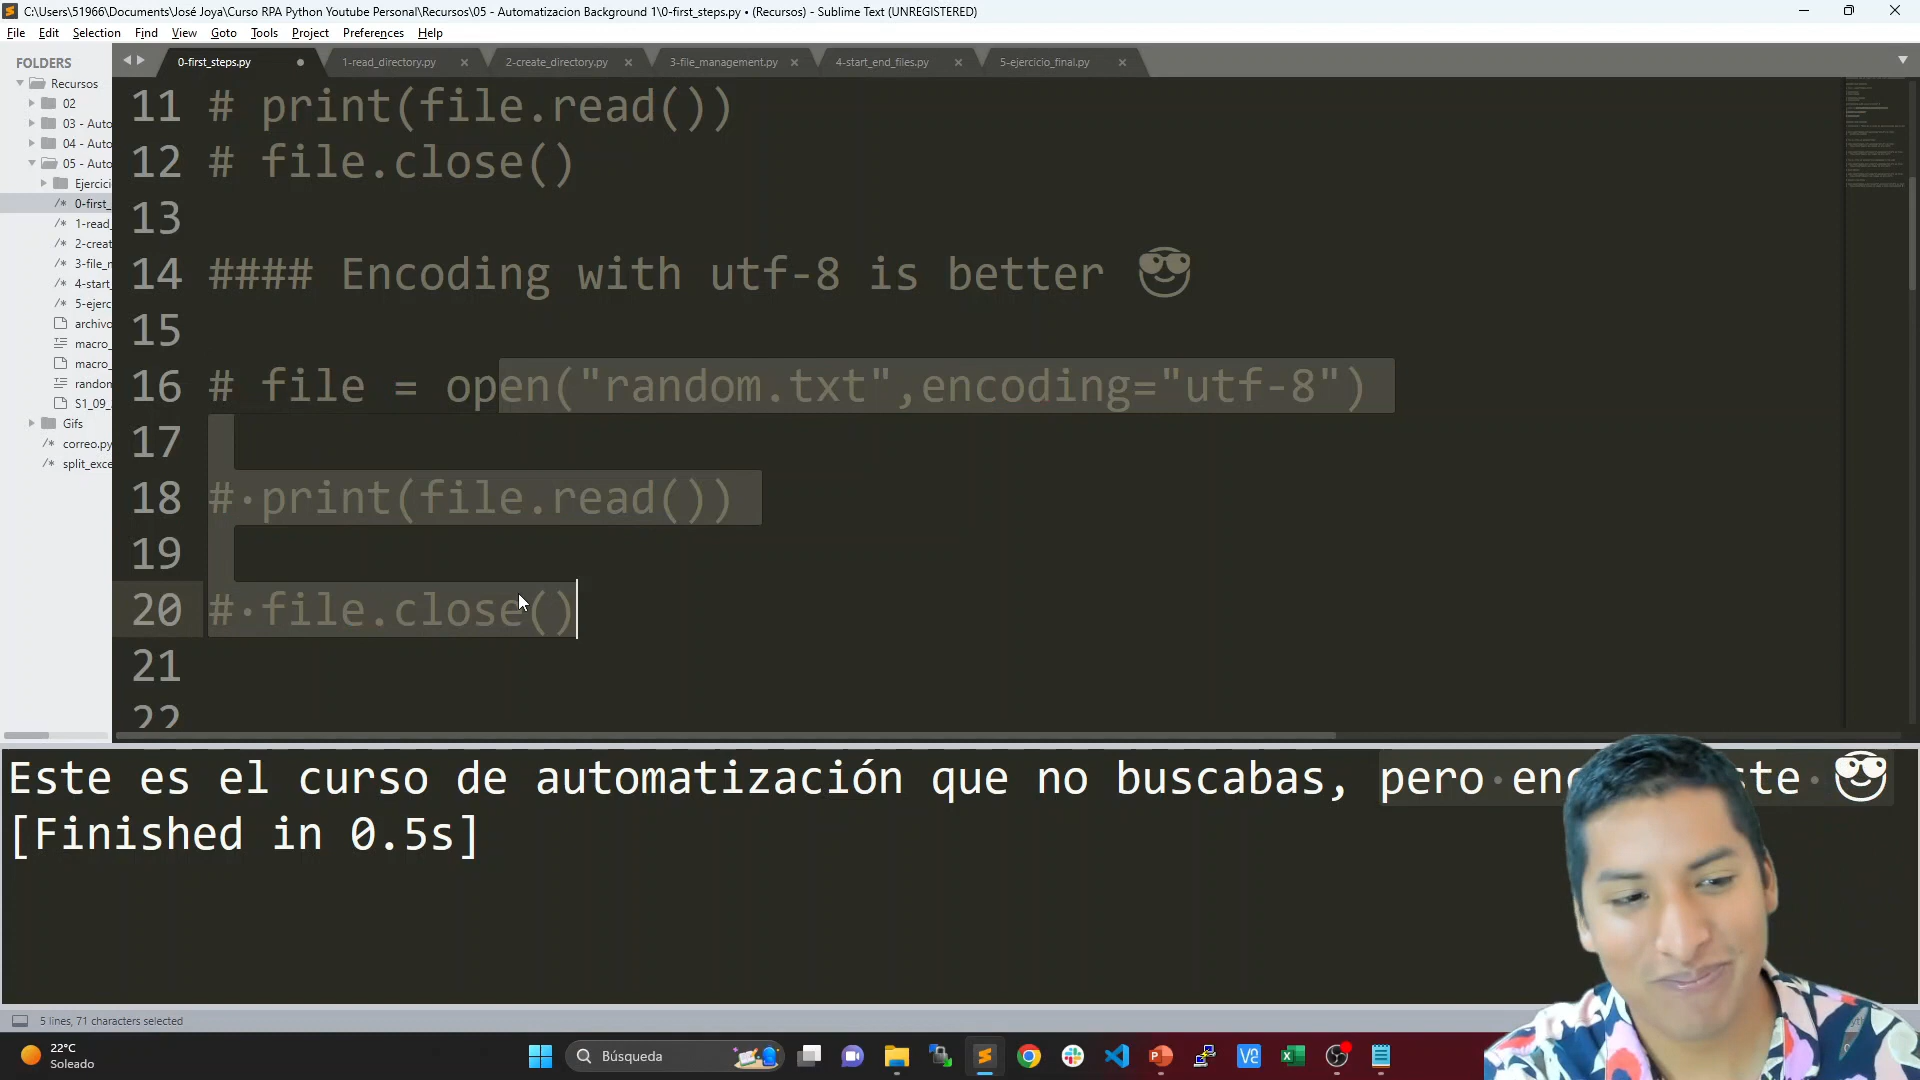 C:\Users\51966\Documents\José Joya\Curso RPA Python Youtube Personal\Recursos\05 - Automatizacion Background 1\0-first_steps.py • (Recursos) - Sublime Text (UNREGISTERED)
File Edit Selection Find View Goto Tools Project Preferences Help
FOLDERS
Recursos
02
03 - Auto
04 - Auto
05 - Auto
Ejercici
0-first_
1-read_
2-creat
3-file_
4-start_
5-ejerc
archivo
macro_
macro_
random
S1_09_
Gifs
correo.py
split_exce
0-first_steps.py 1-read_directory.py 2-create_directory.py 3-file_management.py 4-start_end_files.py 5-ejercicio_final.py
11 # print(file.read())
12 # file.close()
13
14 #### Encoding with utf-8 is better 😎
15
16 # file = open("random.txt",encoding="utf-8")
17
18 # print(file.read())
19
20 # file.close()
21
22
Este es el curso de automatización que no buscabas, pero 😎
[Finished in 0.5s]
5 lines, 71 characters selected
22°C
Soleado
Búsqueda